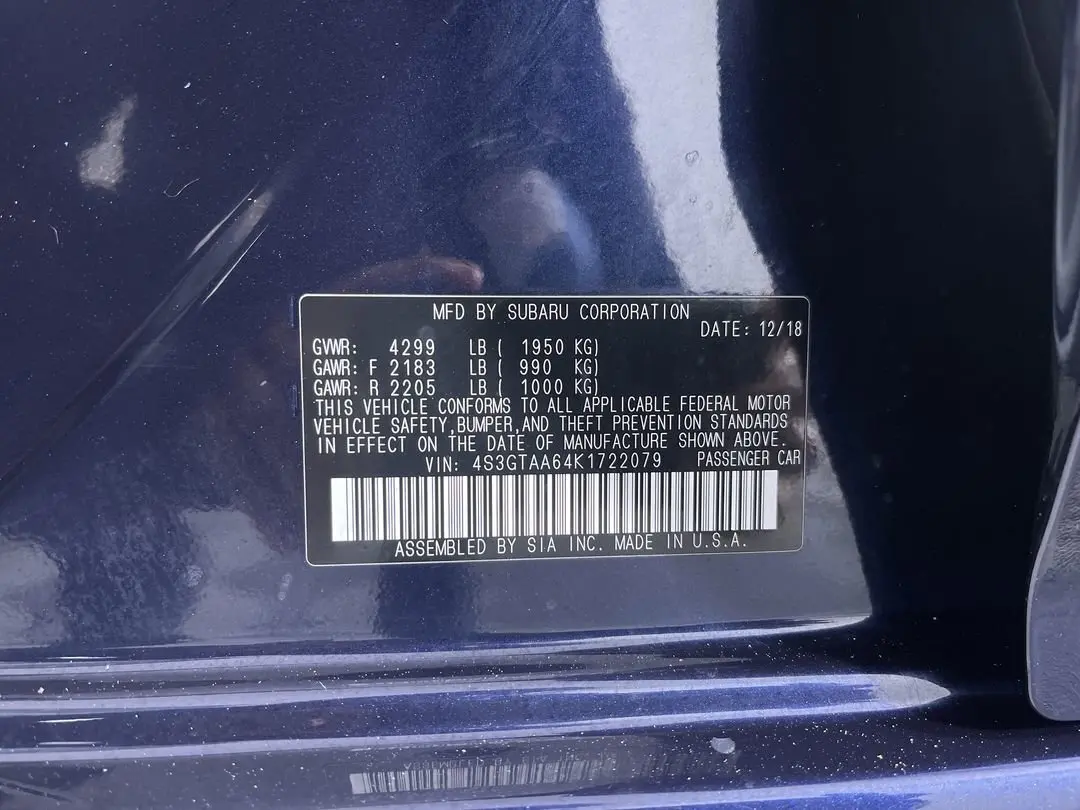 MFD BY SUBARU CORPORATION
DATE: 12/18
GVWR: 4299 LB ( 1950 KG)
GAWR: F 2183 LB ( 990 KG)
GAWR: R 2205 LB ( 1000 KG)
THIS VEHICLE CONFORMS TO ALL APPLICABLE FEDERAL MOTOR
VEHICLE SAFETY,BUMPER,AND THEFT PREVENTION STANDARDS
IN EFFECT ON THE DATE OF MANUFACTURE SHOWN ABOVE.
VIN: 4S3GTAA64K1722079 PASSENGER CAR
ASSEMBLED BY SIA INC. MADE IN U.S.A.